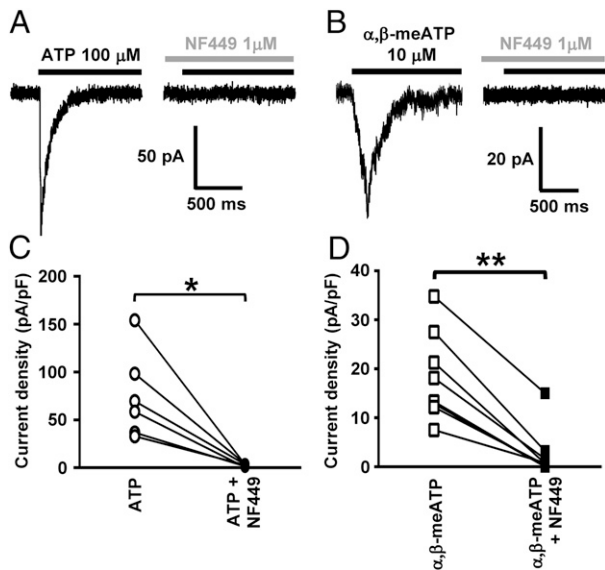 A
ATP 100 µM
NF449 1µM
50 pA
500 ms
B
α,β-meATP
10 µM
NF449 1µM
20 pA
500 ms
C
Current density (pA/pF)
200
150
100
50
0
*
ATP
ATP +
NF449
D
Current density (pA/pF)
40
30
20
10
0
**
α,β-meATP
α,β-meATP
+ NF449